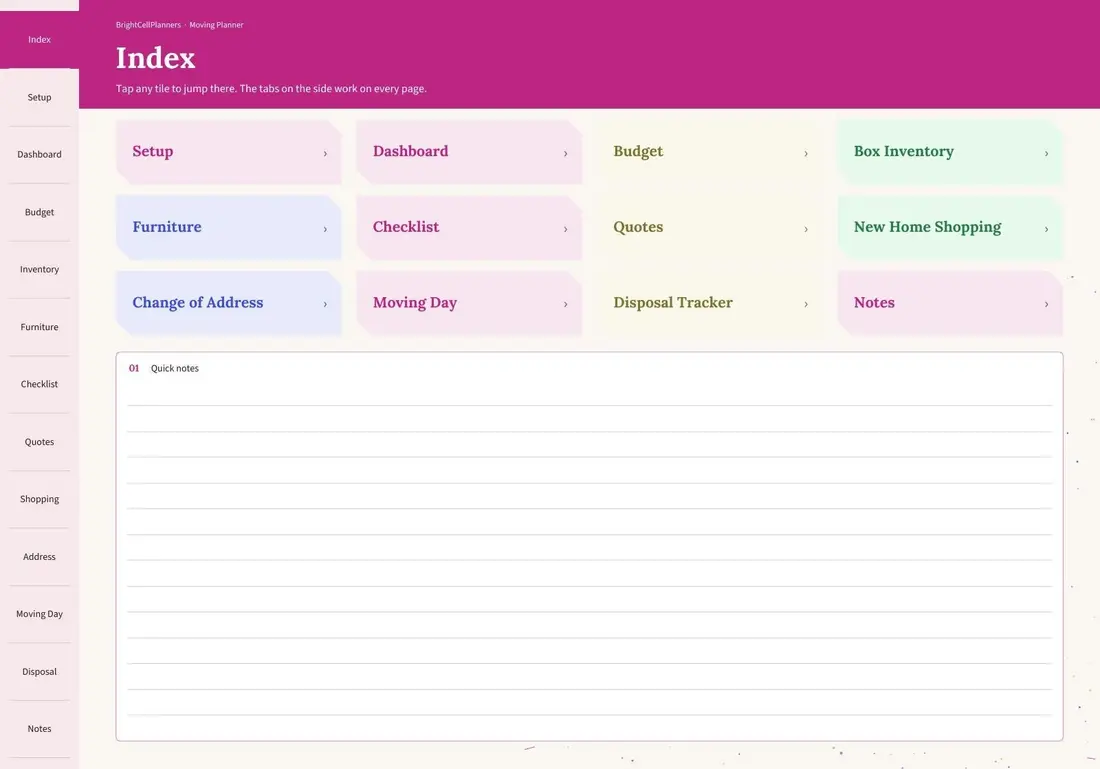 Index
Setup
Dashboard
Budget
Inventory
Furniture
Checklist
Quotes
Shopping
Address
Moving Day
Disposal
Notes
BrightCellPlanners · Moving Planner
Index
Tap any tile to jump there. The tabs on the side work on every page.
Setup ›
Dashboard ›
Budget ›
Box Inventory ›
Furniture ›
Checklist ›
Quotes ›
New Home Shopping ›
Change of Address ›
Moving Day ›
Disposal Tracker ›
Notes ›
01 Quick notes